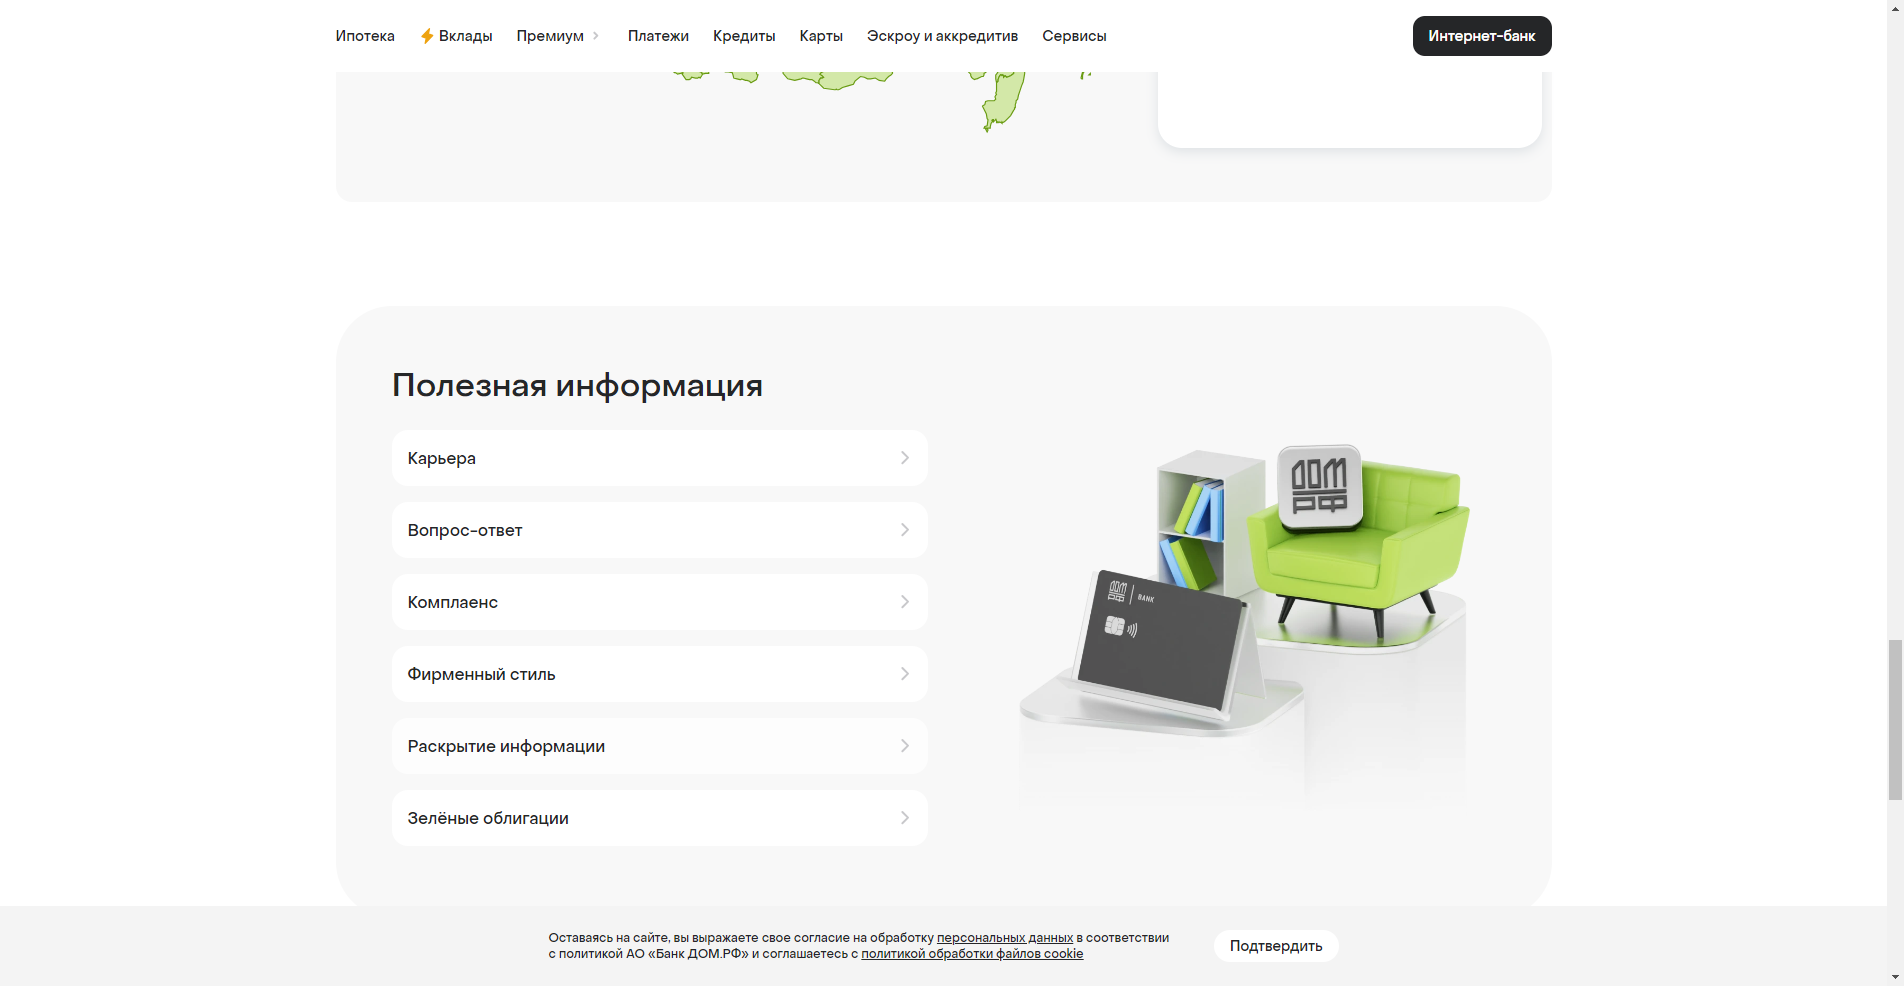 Ипотека
Вклады
Премиум
Платежи
Кредиты
Карты
Эскроу и аккредитив
Сервисы
Интернет-банк
Полезная информация
Карьера
Вопрос-ответ
Комплаенс
Фирменный стиль
Раскрытие информации
Зелёные облигации
ДОМ
РФ
ДОМ
РФ
BANK
Оставаясь на сайте, вы выражаете свое согласие на обработку персональных данных в соответствии
с политикой АО «Банк ДОМ.РФ» и соглашаетесь с политикой обработки файлов cookie
Подтвердить